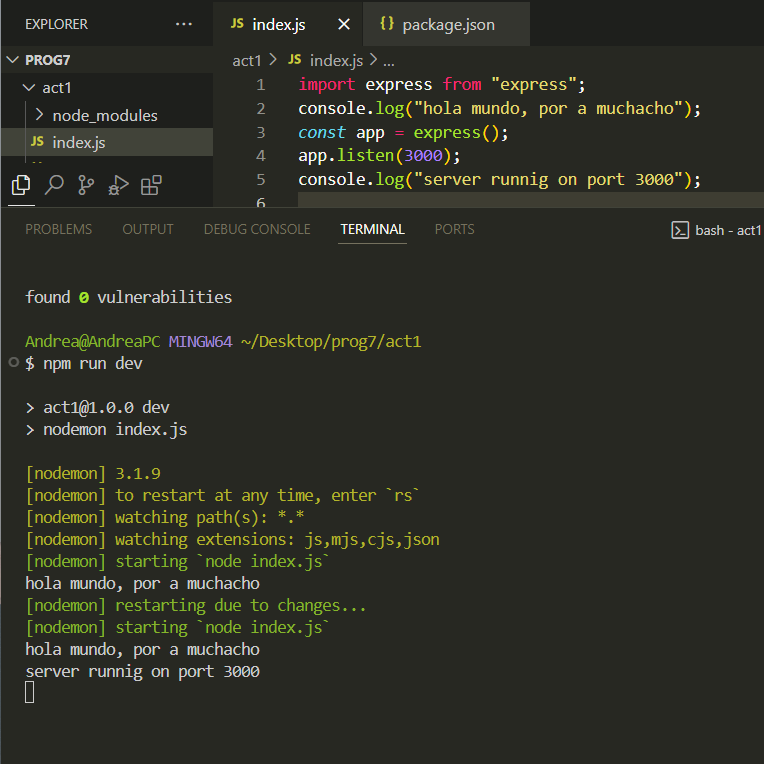 EXPLORER ... JS index.js {} package.json
PROG7
act1 > JS index.js > ...
act1
node_modules
JS index.js
1 import express from "express";
2 console.log("hola mundo, por a muchacho");
3 const app = express();
4 app.listen(3000);
5 console.log("server runnig on port 3000");
6
PROBLEMS OUTPUT DEBUG CONSOLE TERMINAL PORTS bash - act1
found 0 vulnerabilities
Andrea@AndreaPC MINGW64 ~/Desktop/prog7/act1
$ npm run dev
> act1@1.0.0 dev
> nodemon index.js
[nodemon] 3.1.9
[nodemon] to restart at any time, enter `rs`
[nodemon] watching path(s): *.*
[nodemon] watching extensions: js,mjs,cjs,json
[nodemon] starting `node index.js`
hola mundo, por a muchacho
[nodemon] restarting due to changes...
[nodemon] starting `node index.js`
hola mundo, por a muchacho
server runnig on port 3000